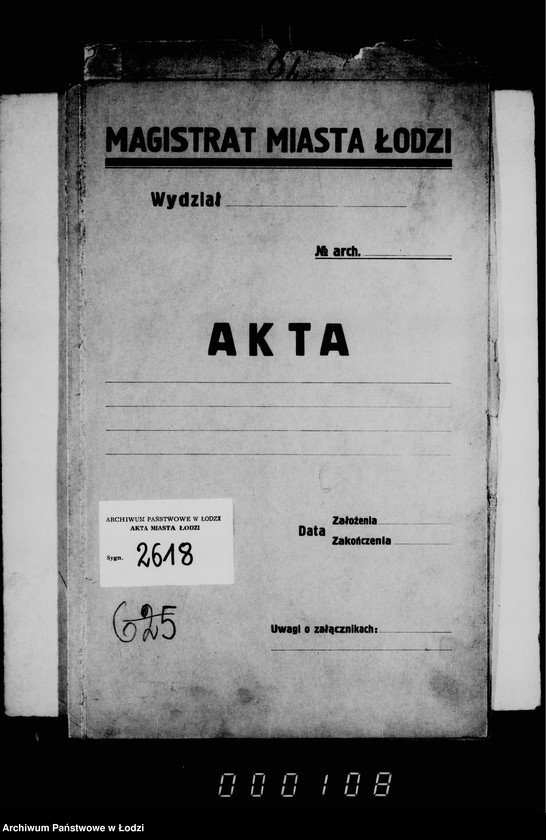 MAGISTRAT MIASTA ŁODZI
Wydział
№ arch.
AKTA
ARCHIWUM PAŃSTWOWE W ŁODZI
AKTA MIASTA ŁODZI
Sygn. 2618
Data Założenia
Zakończenia
625
Uwagi o załącznikach:
000108
Archiwum Państwowe w Łodzi